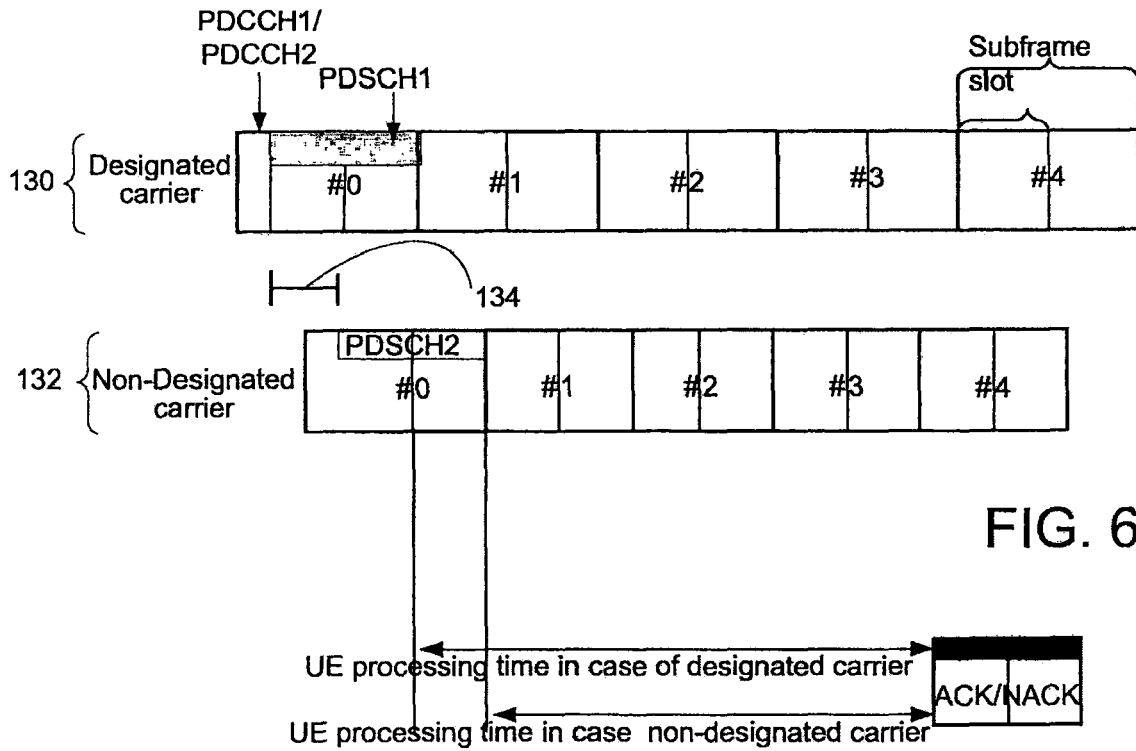 PDCCH1/
PDCCH2
PDSCH1
Subframe
slot
130
Designated
carrier
#0
#1
#2
#3
#4
134
132
Non-Designated
carrier
PDSCH2
#0
#1
#2
#3
#4
FIG. 6
UE processing time in case of designated carrier
ACK/NACK
UE processing time in case non-designated carrier